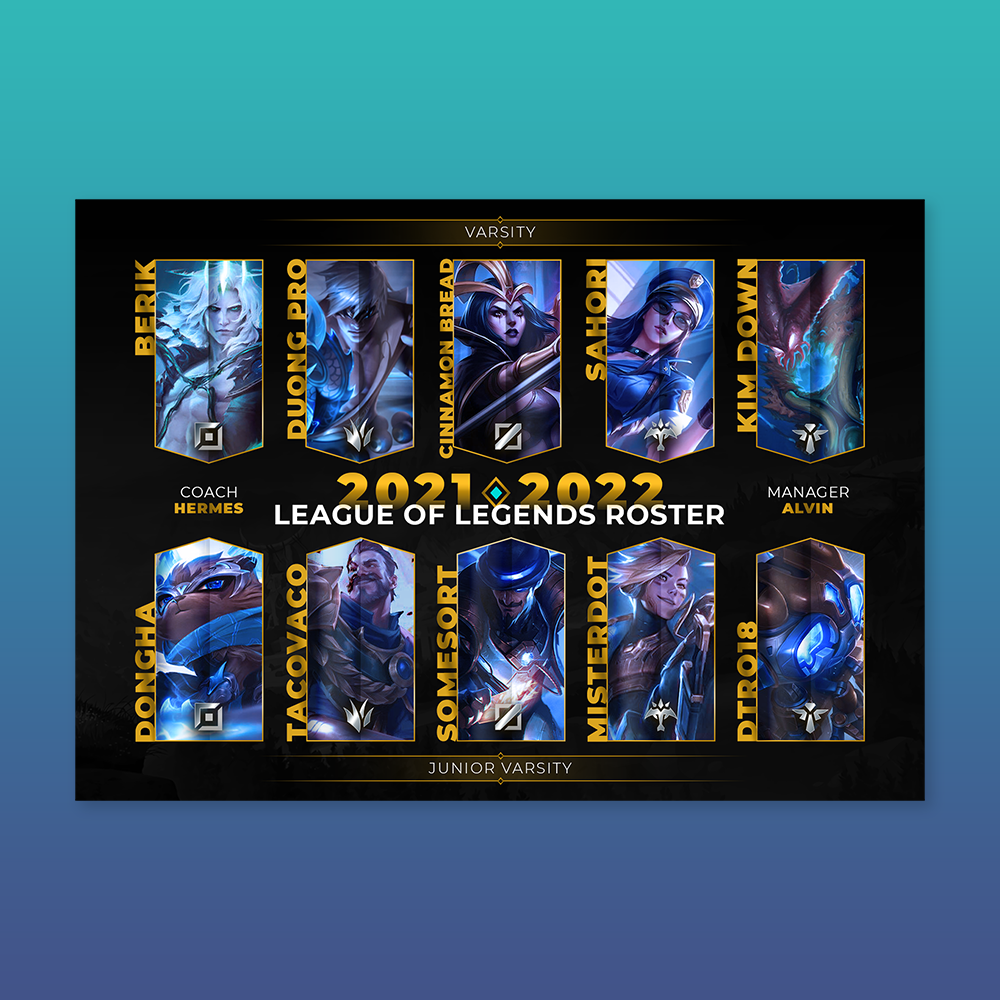 VARSITY
BERIK
DUONG PRO
CINNAMON BREAD
SAHORI
KIM DOWN
COACH
HERMES
2021 2022
LEAGUE OF LEGENDS ROSTER
MANAGER
ALVIN
DONGHA
TACOVACO
SOMESORT
MISTERDOT
DTRO18
JUNIOR VARSITY